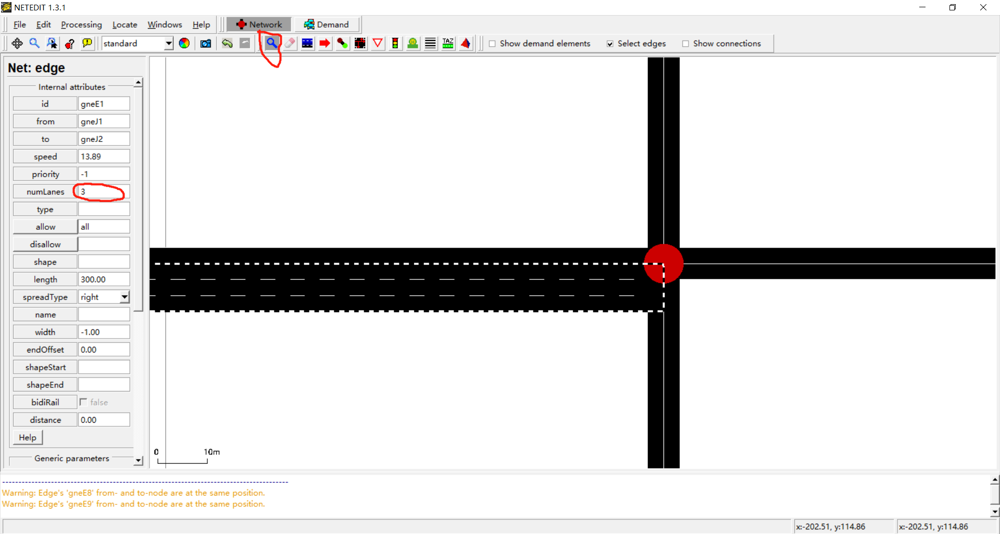 NETEDIT 1.3.1
File Edit Processing Locate Windows Help Network Demand
standard TAZ Show demand elements Select edges Show connections
Net: edge
Internal attributes
id gneE1
from gneJ1
to gneJ2
speed 13.89
priority -1
numLanes 3
type
allow all
disallow
shape
length 300.00
spreadType right
name
width -1.00
endOffset 0.00
shapeStart
shapeEnd
bidiRail false
distance 0.00
Help
Generic parameters
0 10m
Warning: Edge's 'gneE8' from- and to-node are at the same position.
Warning: Edge's 'gneE9' from- and to-node are at the same position.
x:-202.51, y:114.86 x:-202.51, y:114.86